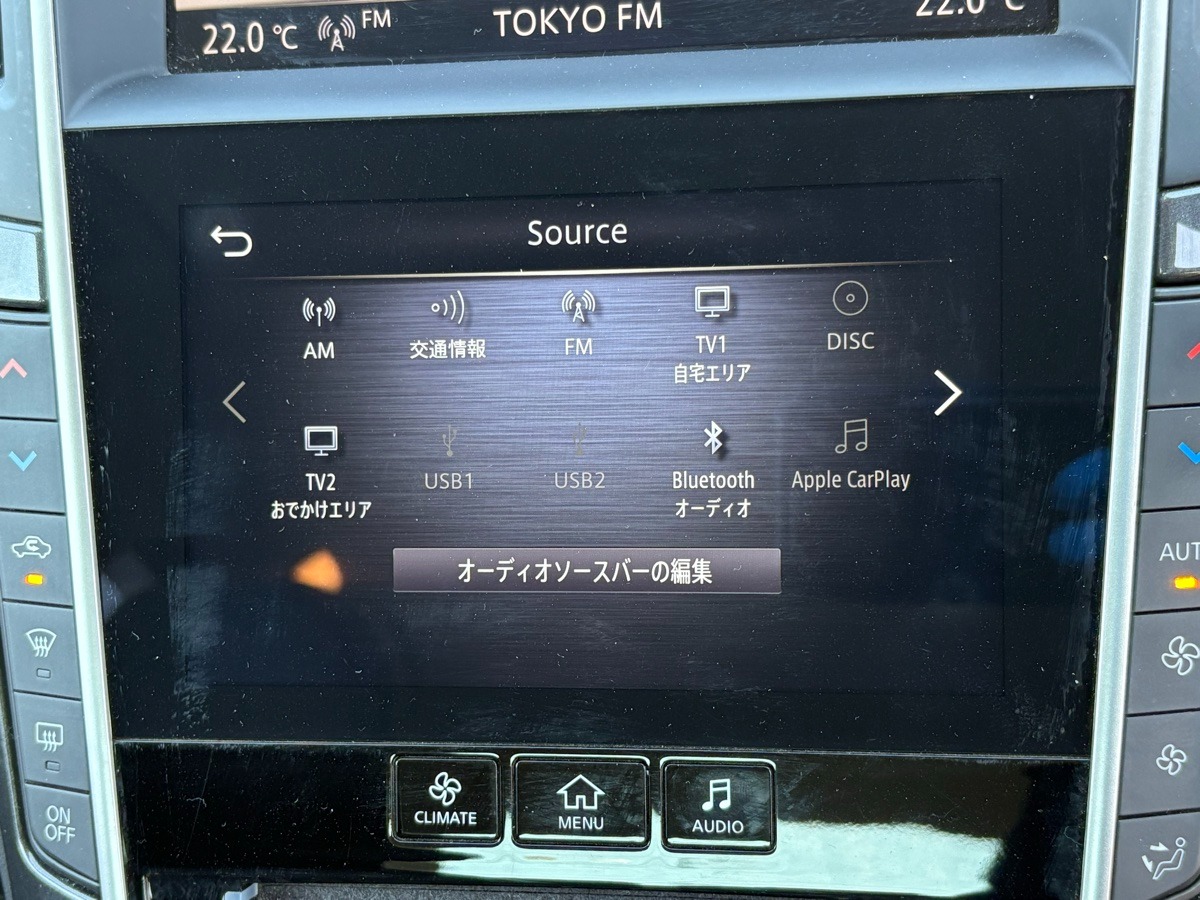 22.0 ℃ FM TOKYO FM 22.0 ℃
Source
AM 交通情報 FM TV1 DISC
自宅エリア
TV2 USB1 USB2 Bluetooth Apple CarPlay
おでかけエリア オーディオ
オーディオソースバーの編集
AUT
CLIMATE MENU AUDIO
ON
OFF